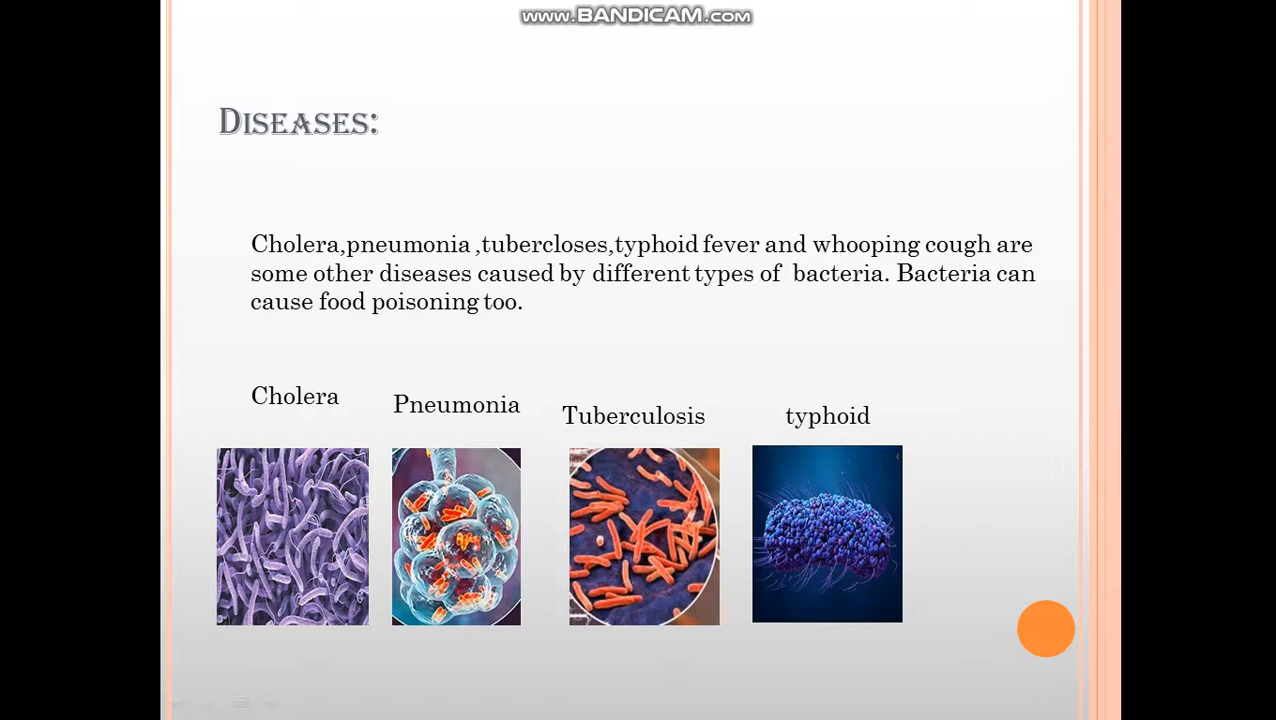 www.BANDICAM.com
Diseases:
Cholera,pneumonia ,tubercloses,typhoid fever and whooping cough are
some other diseases caused by different types of bacteria. Bacteria can
cause food poisoning too.
Cholera
Pneumonia
Tuberculosis
typhoid